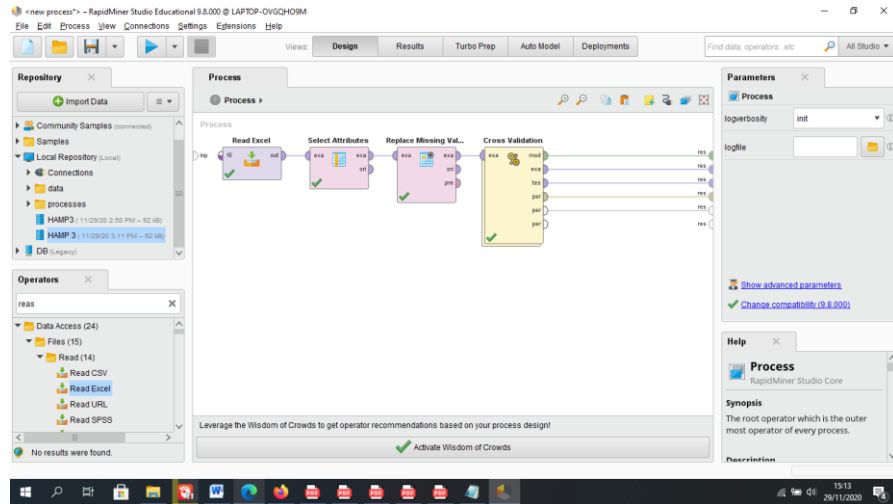 <new process*> – RapidMiner Studio Educational 9.8.000 @ LAPTOP-OVGQHO9M
File Edit Process View Connections Settings Extensions Help
Views: Design Results Turbo Prep Auto Model Deployments
Find data, operators...etc
All Studio
Repository
Import Data
Community Samples (connected)
Samples
Local Repository (Local)
Connections
data
processes
HAMP3 (11/29/20 2:50 PM – 92 kB)
HAMP 3 (11/29/20 3:11 PM – 92 kB)
DB (Legacy)
Operators
reas
Data Access (24)
Files (15)
Read (14)
Read CSV
Read Excel
Read URL
Read SPSS
No results were found.
Process
Process
Process
Read Excel
Select Attributes
Replace Missing Val...
Cross Validation
inp
fil out
exa exa
ori
exa exa
ori
pre
exa mod
exa
tes
per
per
per
res
res
res
res
res
res
Leverage the Wisdom of Crowds to get operator recommendations based on your process design!
Activate Wisdom of Crowds
Parameters
Process
logverbosity init
logfile
Show advanced parameters
Change compatibility (9.8.000)
Help
Process
RapidMiner Studio Core
Synopsis
The root operator which is the outer
most operator of every process.
Description
15:13
29/11/2020